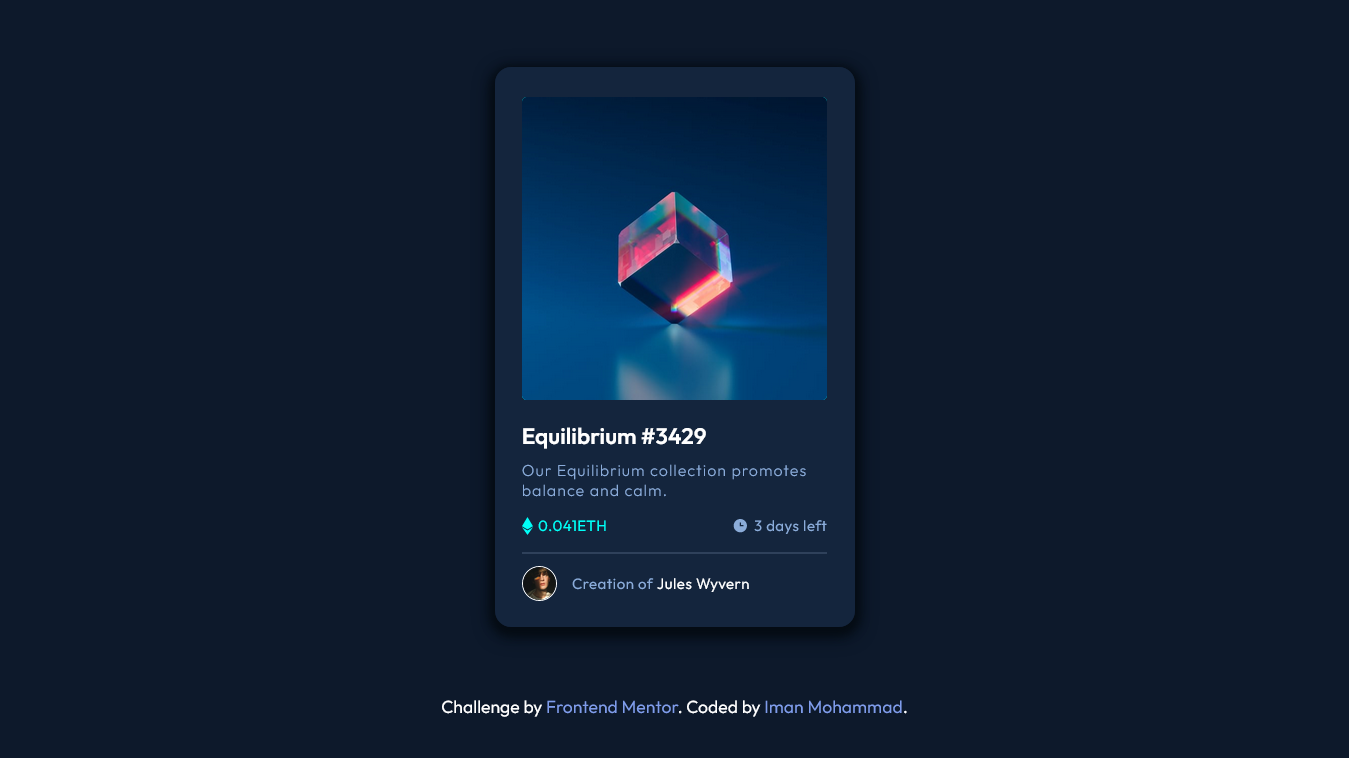 Equilibrium #3429
Our Equilibrium collection promotes
balance and calm.
0.041ETH
3 days left
Creation of Jules Wyvern
Challenge by Frontend Mentor. Coded by Iman Mohammad.